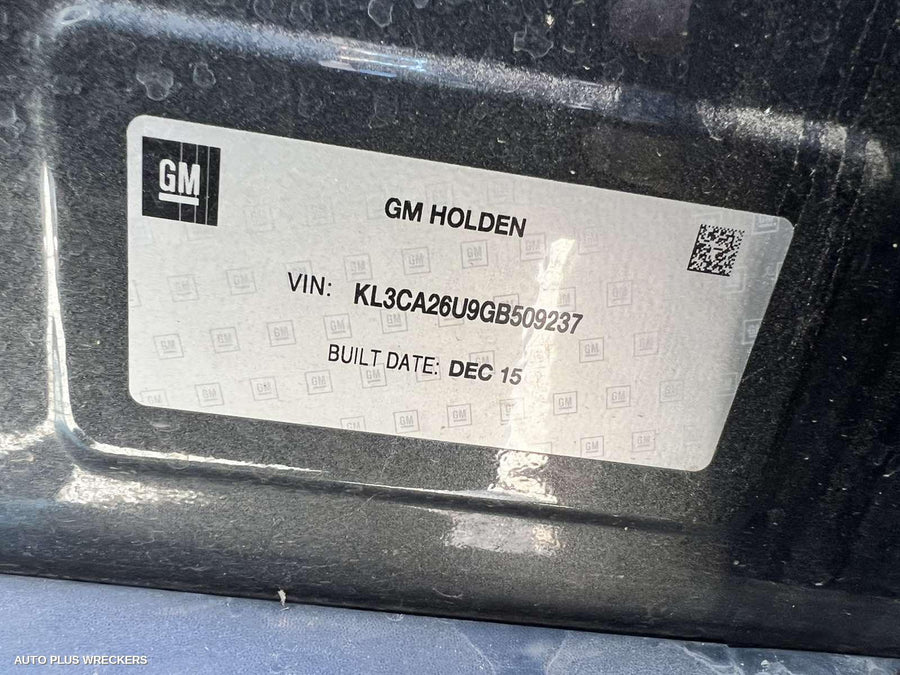 GM
GM HOLDEN
VIN: KL3CA26U9GB509237
BUILT DATE: DEC 15
AUTO PLUS WRECKERS